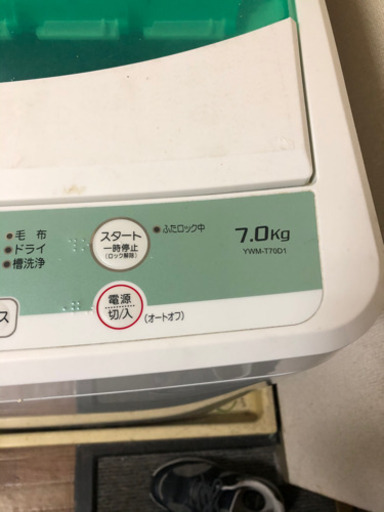 ・毛 布
・ドライ
・槽洗浄
スタート
一時停止
(ロック解除)
・ふたロック中
7.0kg
YWM-T70D1
ス
電源
切/入
(オートオフ)